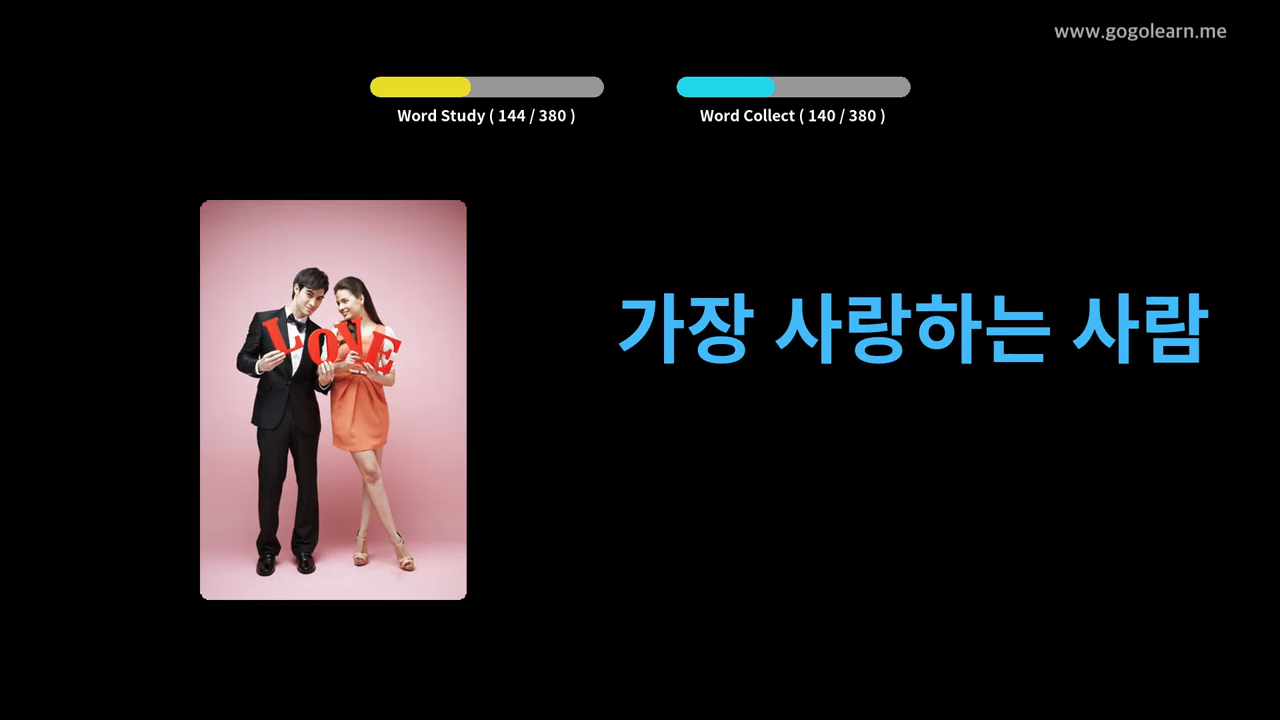 www.gogolearn.me
Word Study ( 144 / 380 )
Word Collect ( 140 / 380 )
LOVE
가장 사랑하는 사람